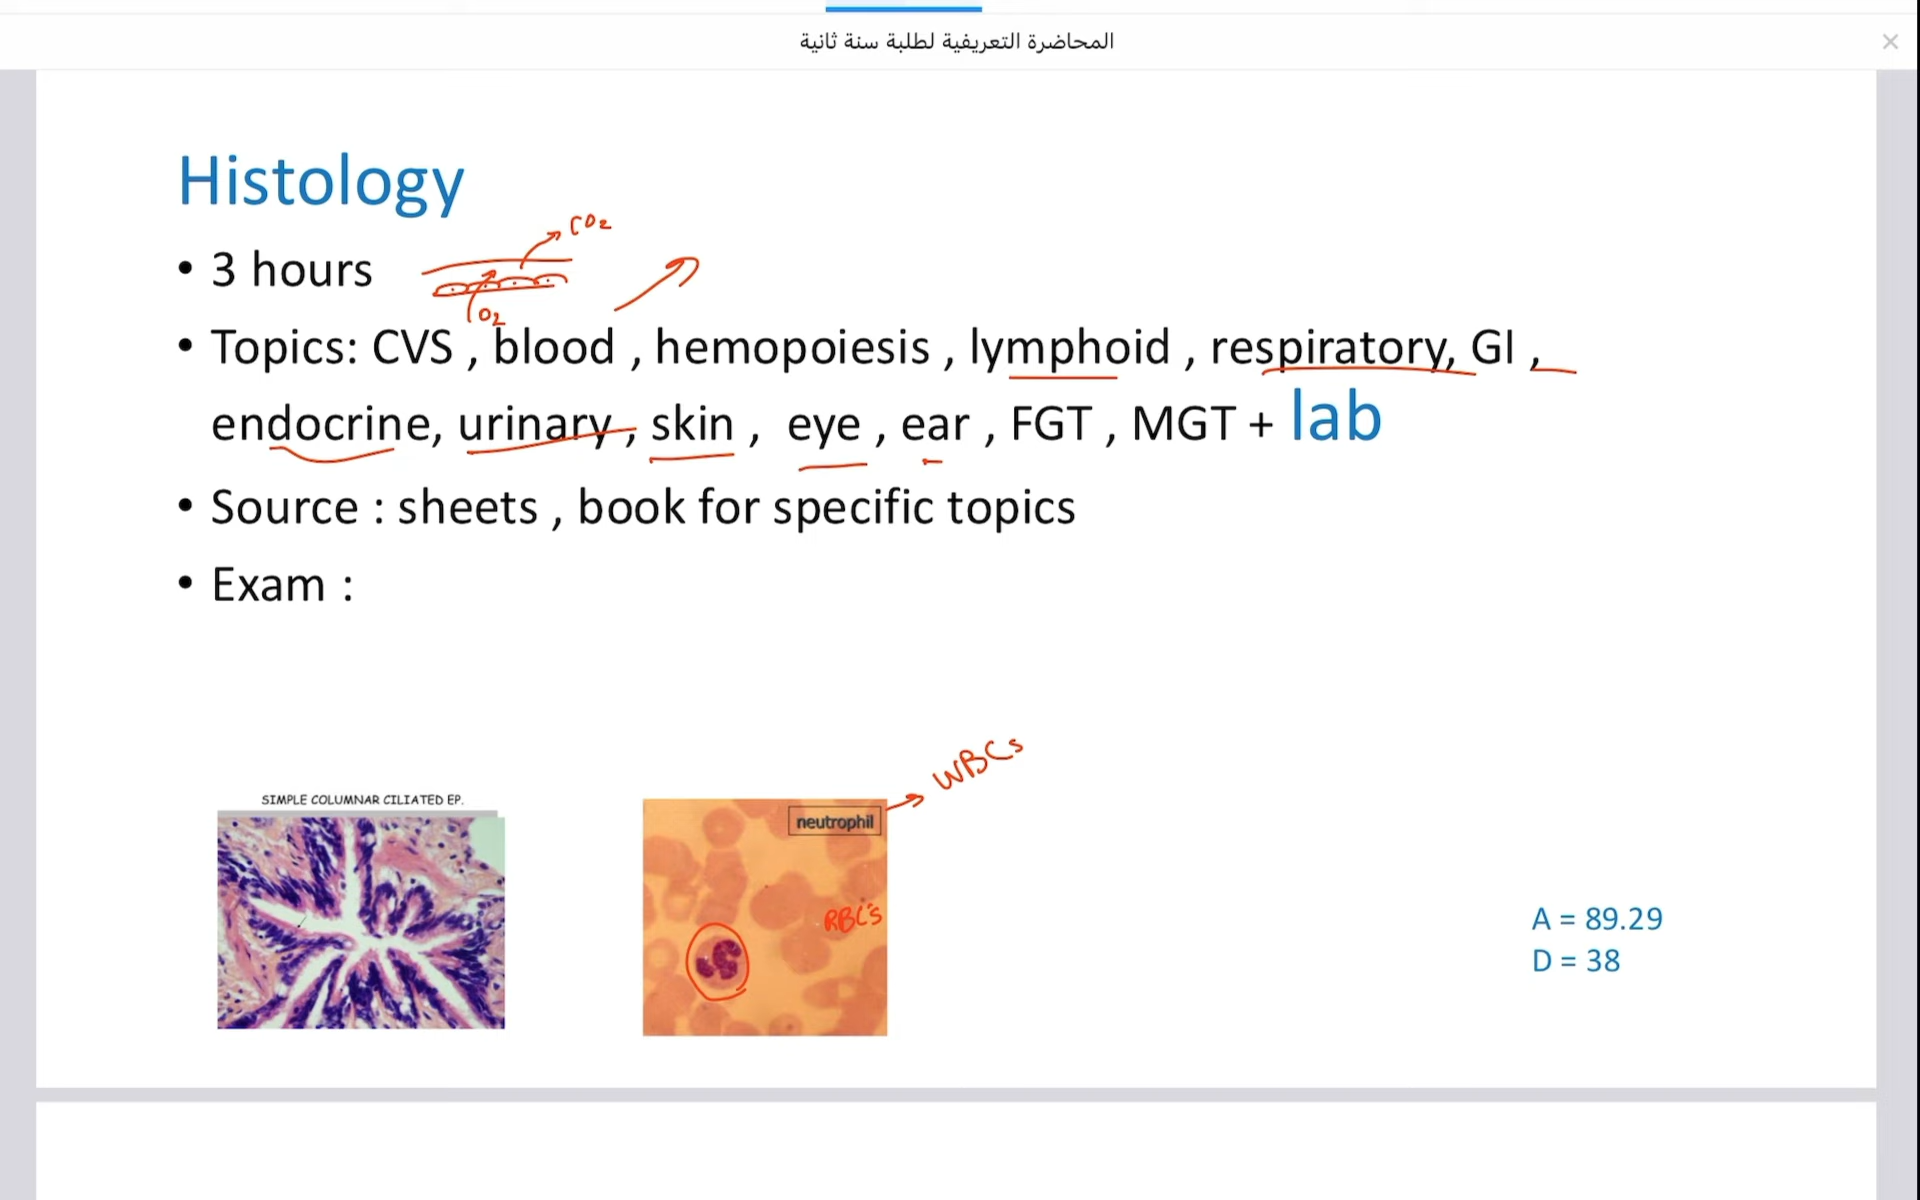 المحاضرة التعريفية لطلبة سنة ثانية
Histology
CO2
• 3 hours
O2
• Topics: CVS , blood , hemopoiesis , lymphoid , respiratory, GI ,
endocrine, urinary , skin , eye , ear , FGT , MGT + lab
• Source : sheets , book for specific topics
• Exam :
WBCs
SIMPLE COLUMNAR CILIATED EP.
neutrophil
RBC's
A = 89.29
D = 38